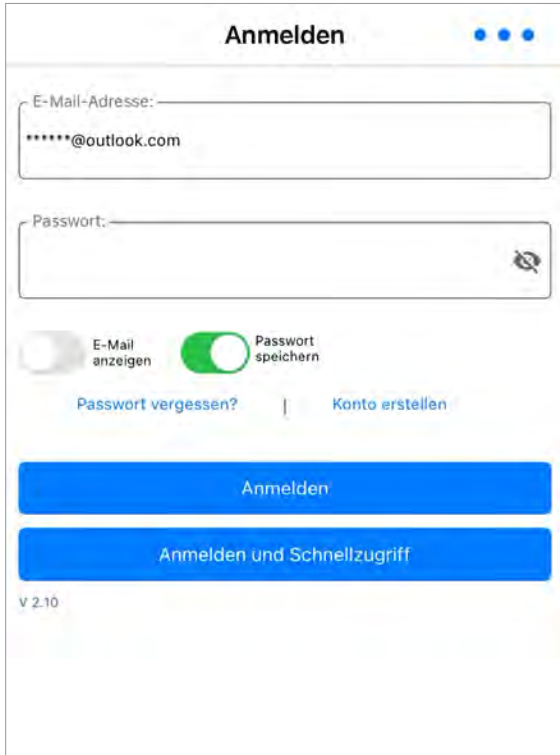 Anmelden
E-Mail-Adresse:
******@outlook.com
Passwort:
E-Mail
anzeigen
Passwort
speichern
Passwort vergessen? | Konto erstellen
Anmelden
Anmelden und Schnellzugriff
V 2.10